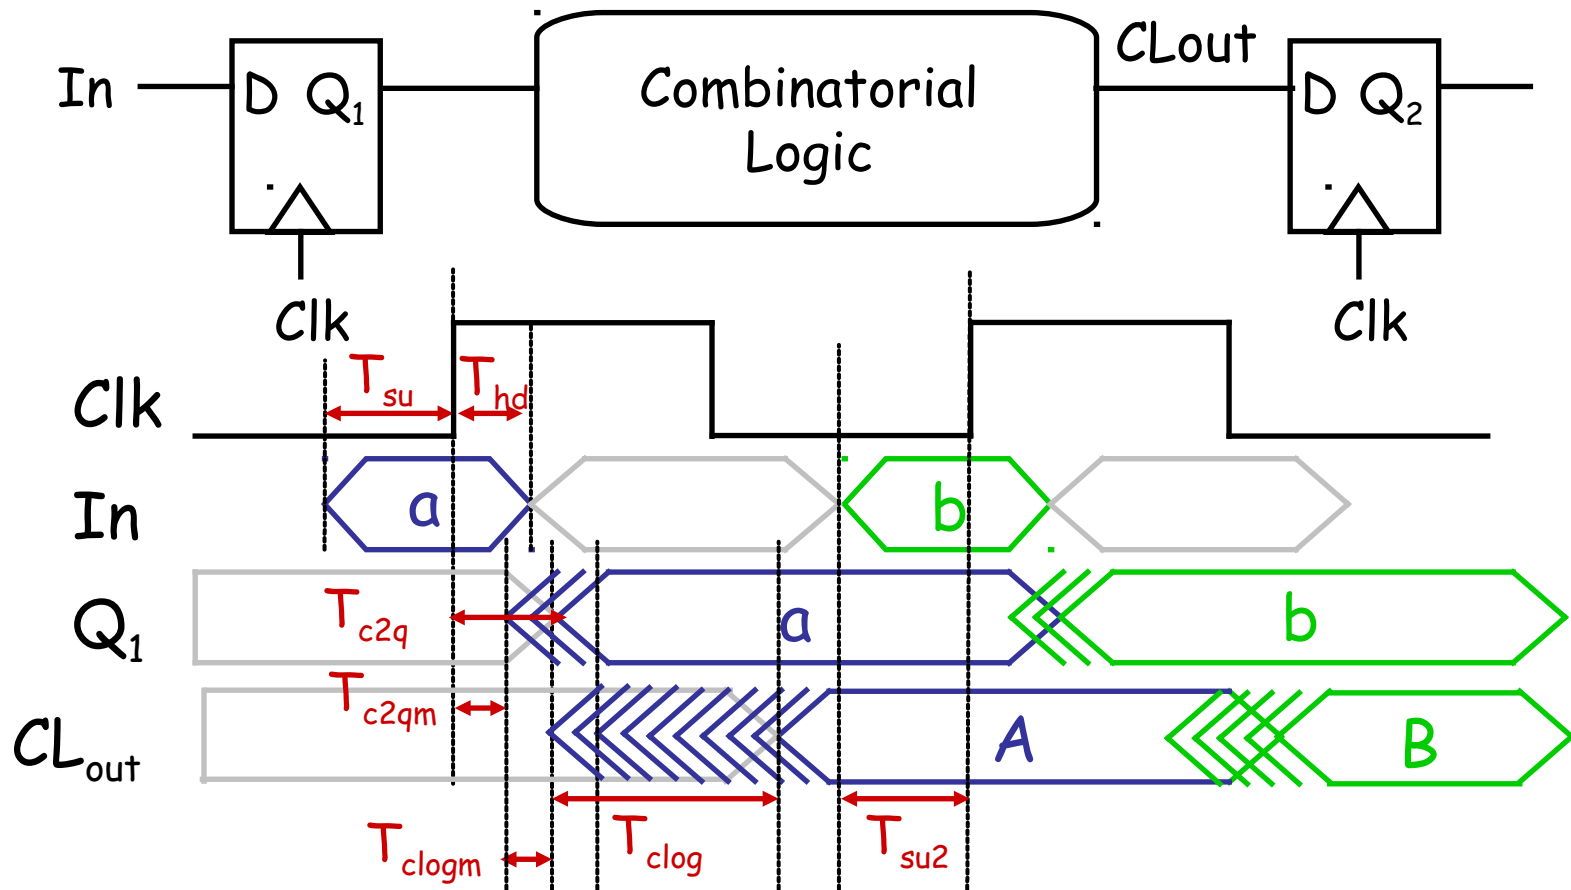 In
D Q1
Combinatorial
Logic
CLout
D Q2
Clk
Clk
Clk
Tsu
Thd
In
a
b
Q1
Tc2q
a
b
CLout
Tc2qm
A
B
Tclogm
Tclog
Tsu2